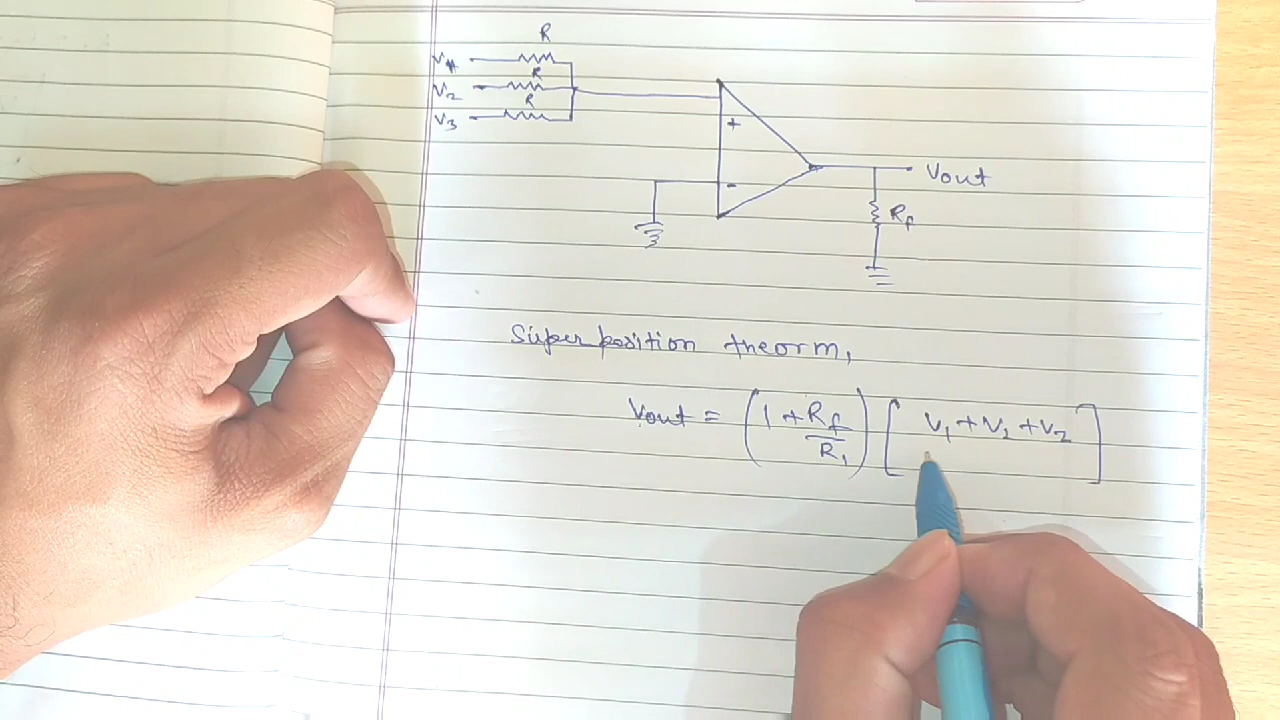 R
V1
R
V2
R
V3
+
-
Vout
Rf
Superposition theorm,
Vout = (1 + Rf/R1) [ V1 + V2 + V2 ]